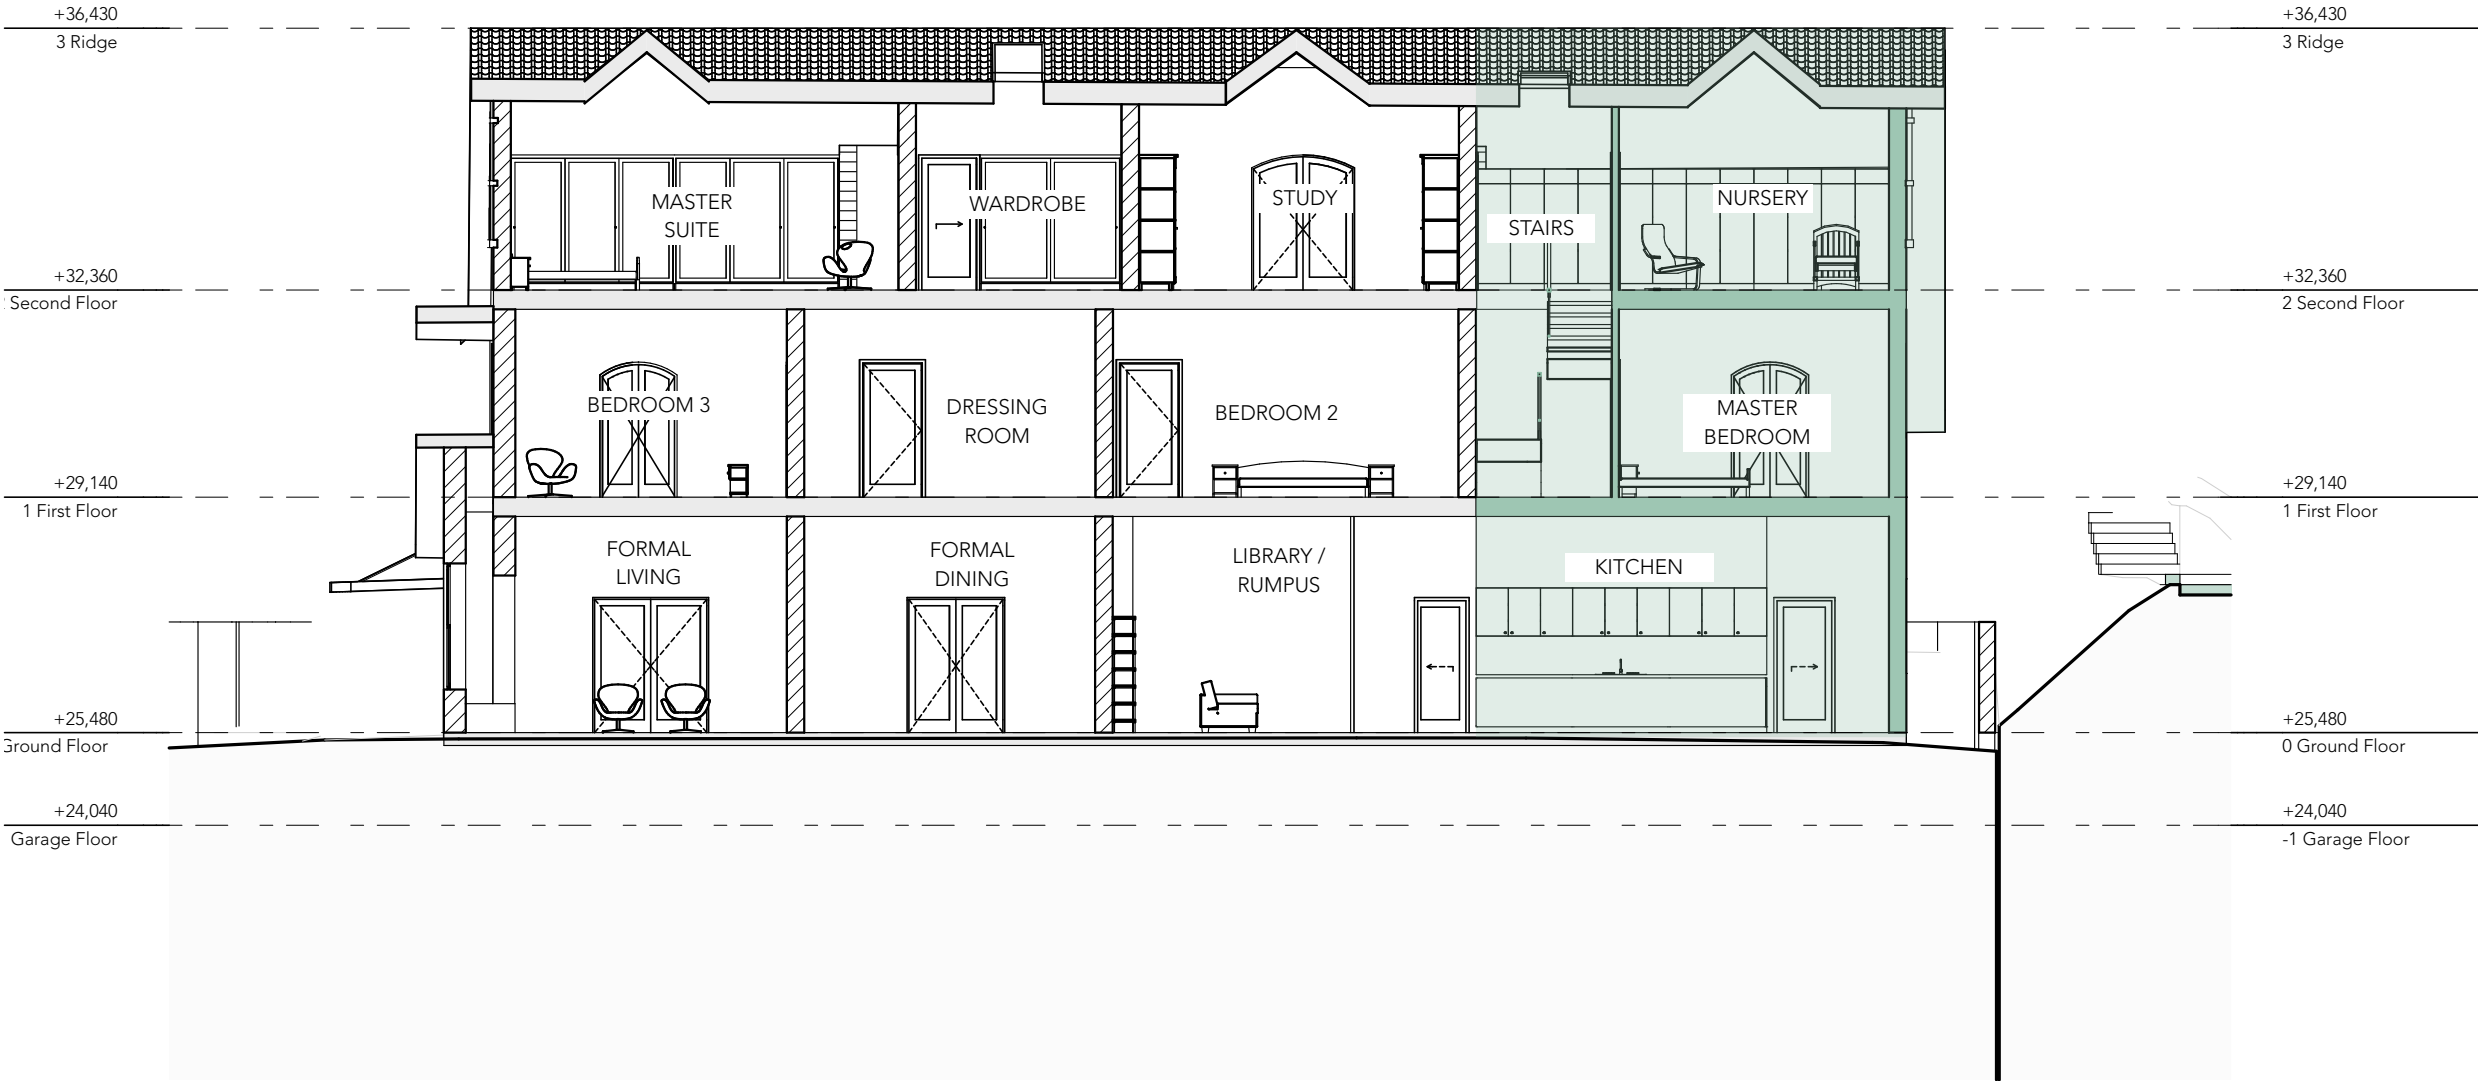 +36,430
3 Ridge
+36,430
3 Ridge
MASTER
SUITE
WARDROBE
STUDY
STAIRS
NURSERY
+32,360
Second Floor
+32,360
2 Second Floor
BEDROOM 3
DRESSING
ROOM
BEDROOM 2
MASTER
BEDROOM
+29,140
1 First Floor
+29,140
1 First Floor
FORMAL
LIVING
FORMAL
DINING
LIBRARY /
RUMPUS
KITCHEN
+25,480
Ground Floor
+25,480
0 Ground Floor
+24,040
Garage Floor
+24,040
-1 Garage Floor